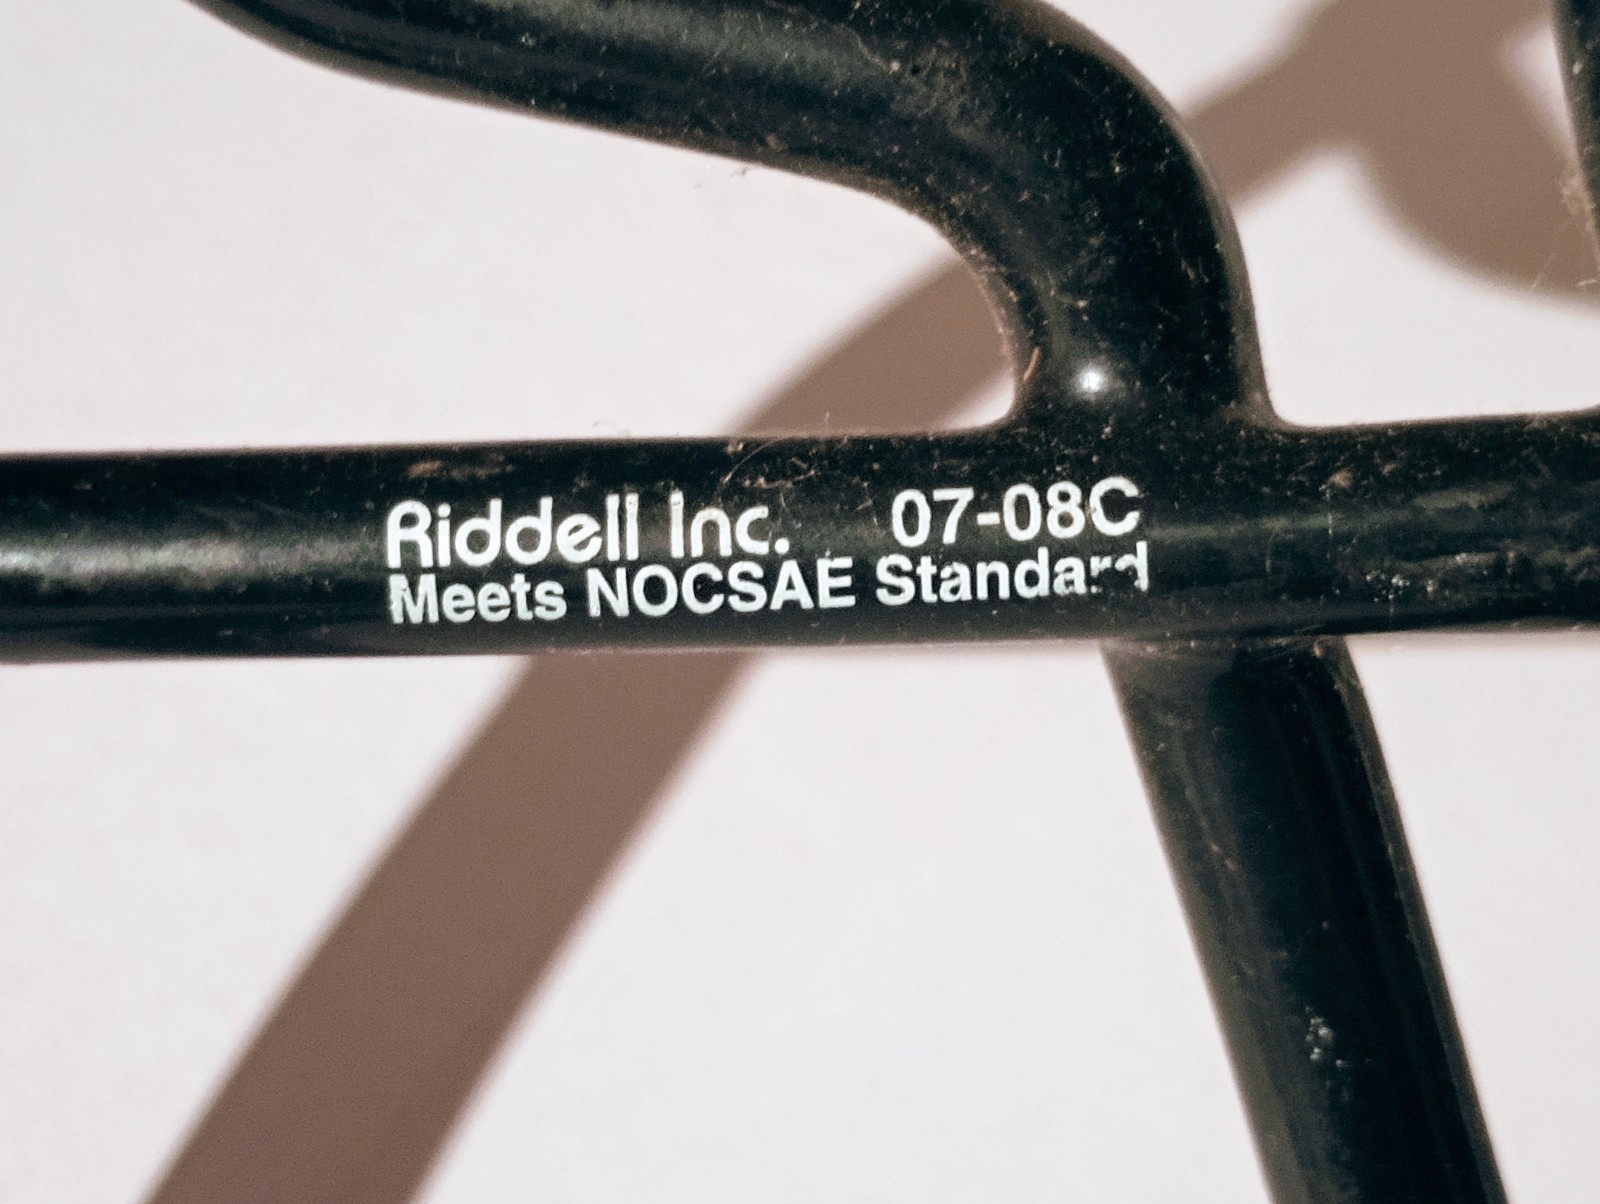 Riddell Inc. 07-08C
Meets NOCSAE Standard